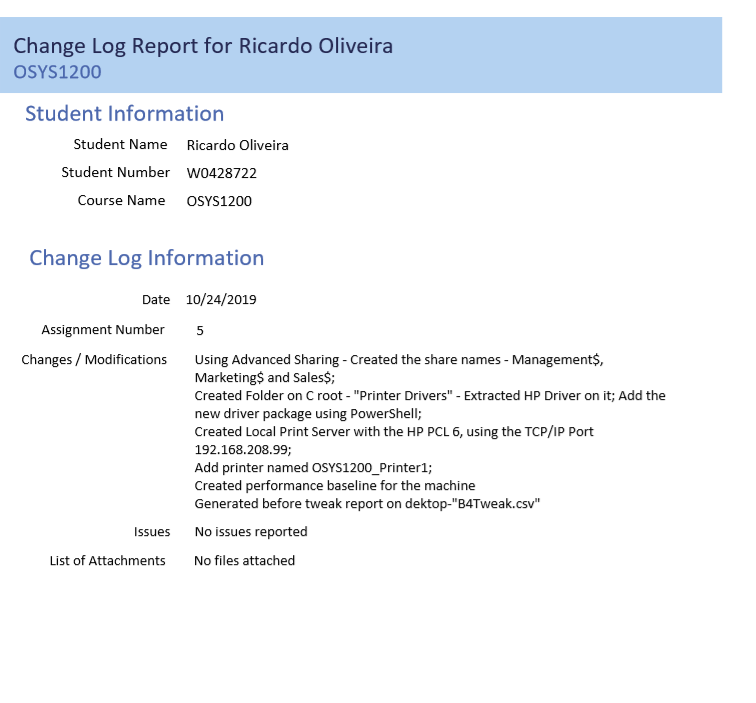 Change Log Report for Ricardo Oliveira
OSYS1200
Student Information
Student Name Ricardo Oliveira
Student Number W0428722
Course Name OSYS1200
Change Log Information
Date 10/24/2019
Assignment Number 5
Changes / Modifications Using Advanced Sharing - Created the share names - Management$,
Marketing$ and Sales$;
Created Folder on C root - "Printer Drivers" - Extracted HP Driver on it; Add the
new driver package using PowerShell;
Created Local Print Server with the HP PCL 6, using the TCP/IP Port
192.168.208.99;
Add printer named OSYS1200_Printer1;
Created performance baseline for the machine
Generated before tweak report on dektop-"B4Tweak.csv"
Issues No issues reported
List of Attachments No files attached